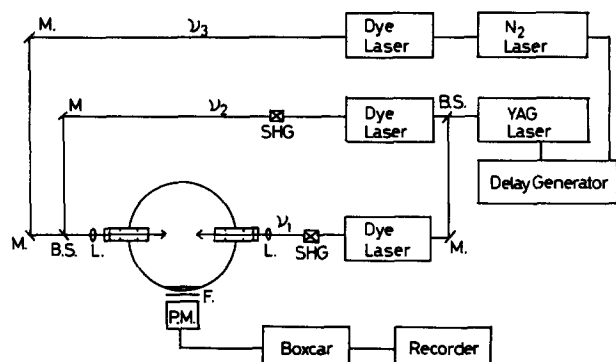 M.
ν3
Dye
Laser
N2
Laser
M
ν2
SHG
Dye
Laser
B.S.
YAG
Laser
Delay Generator
M.
B.S.
L.
L.
ν1
SHG
Dye
Laser
M.
F.
P.M.
Boxcar
Recorder